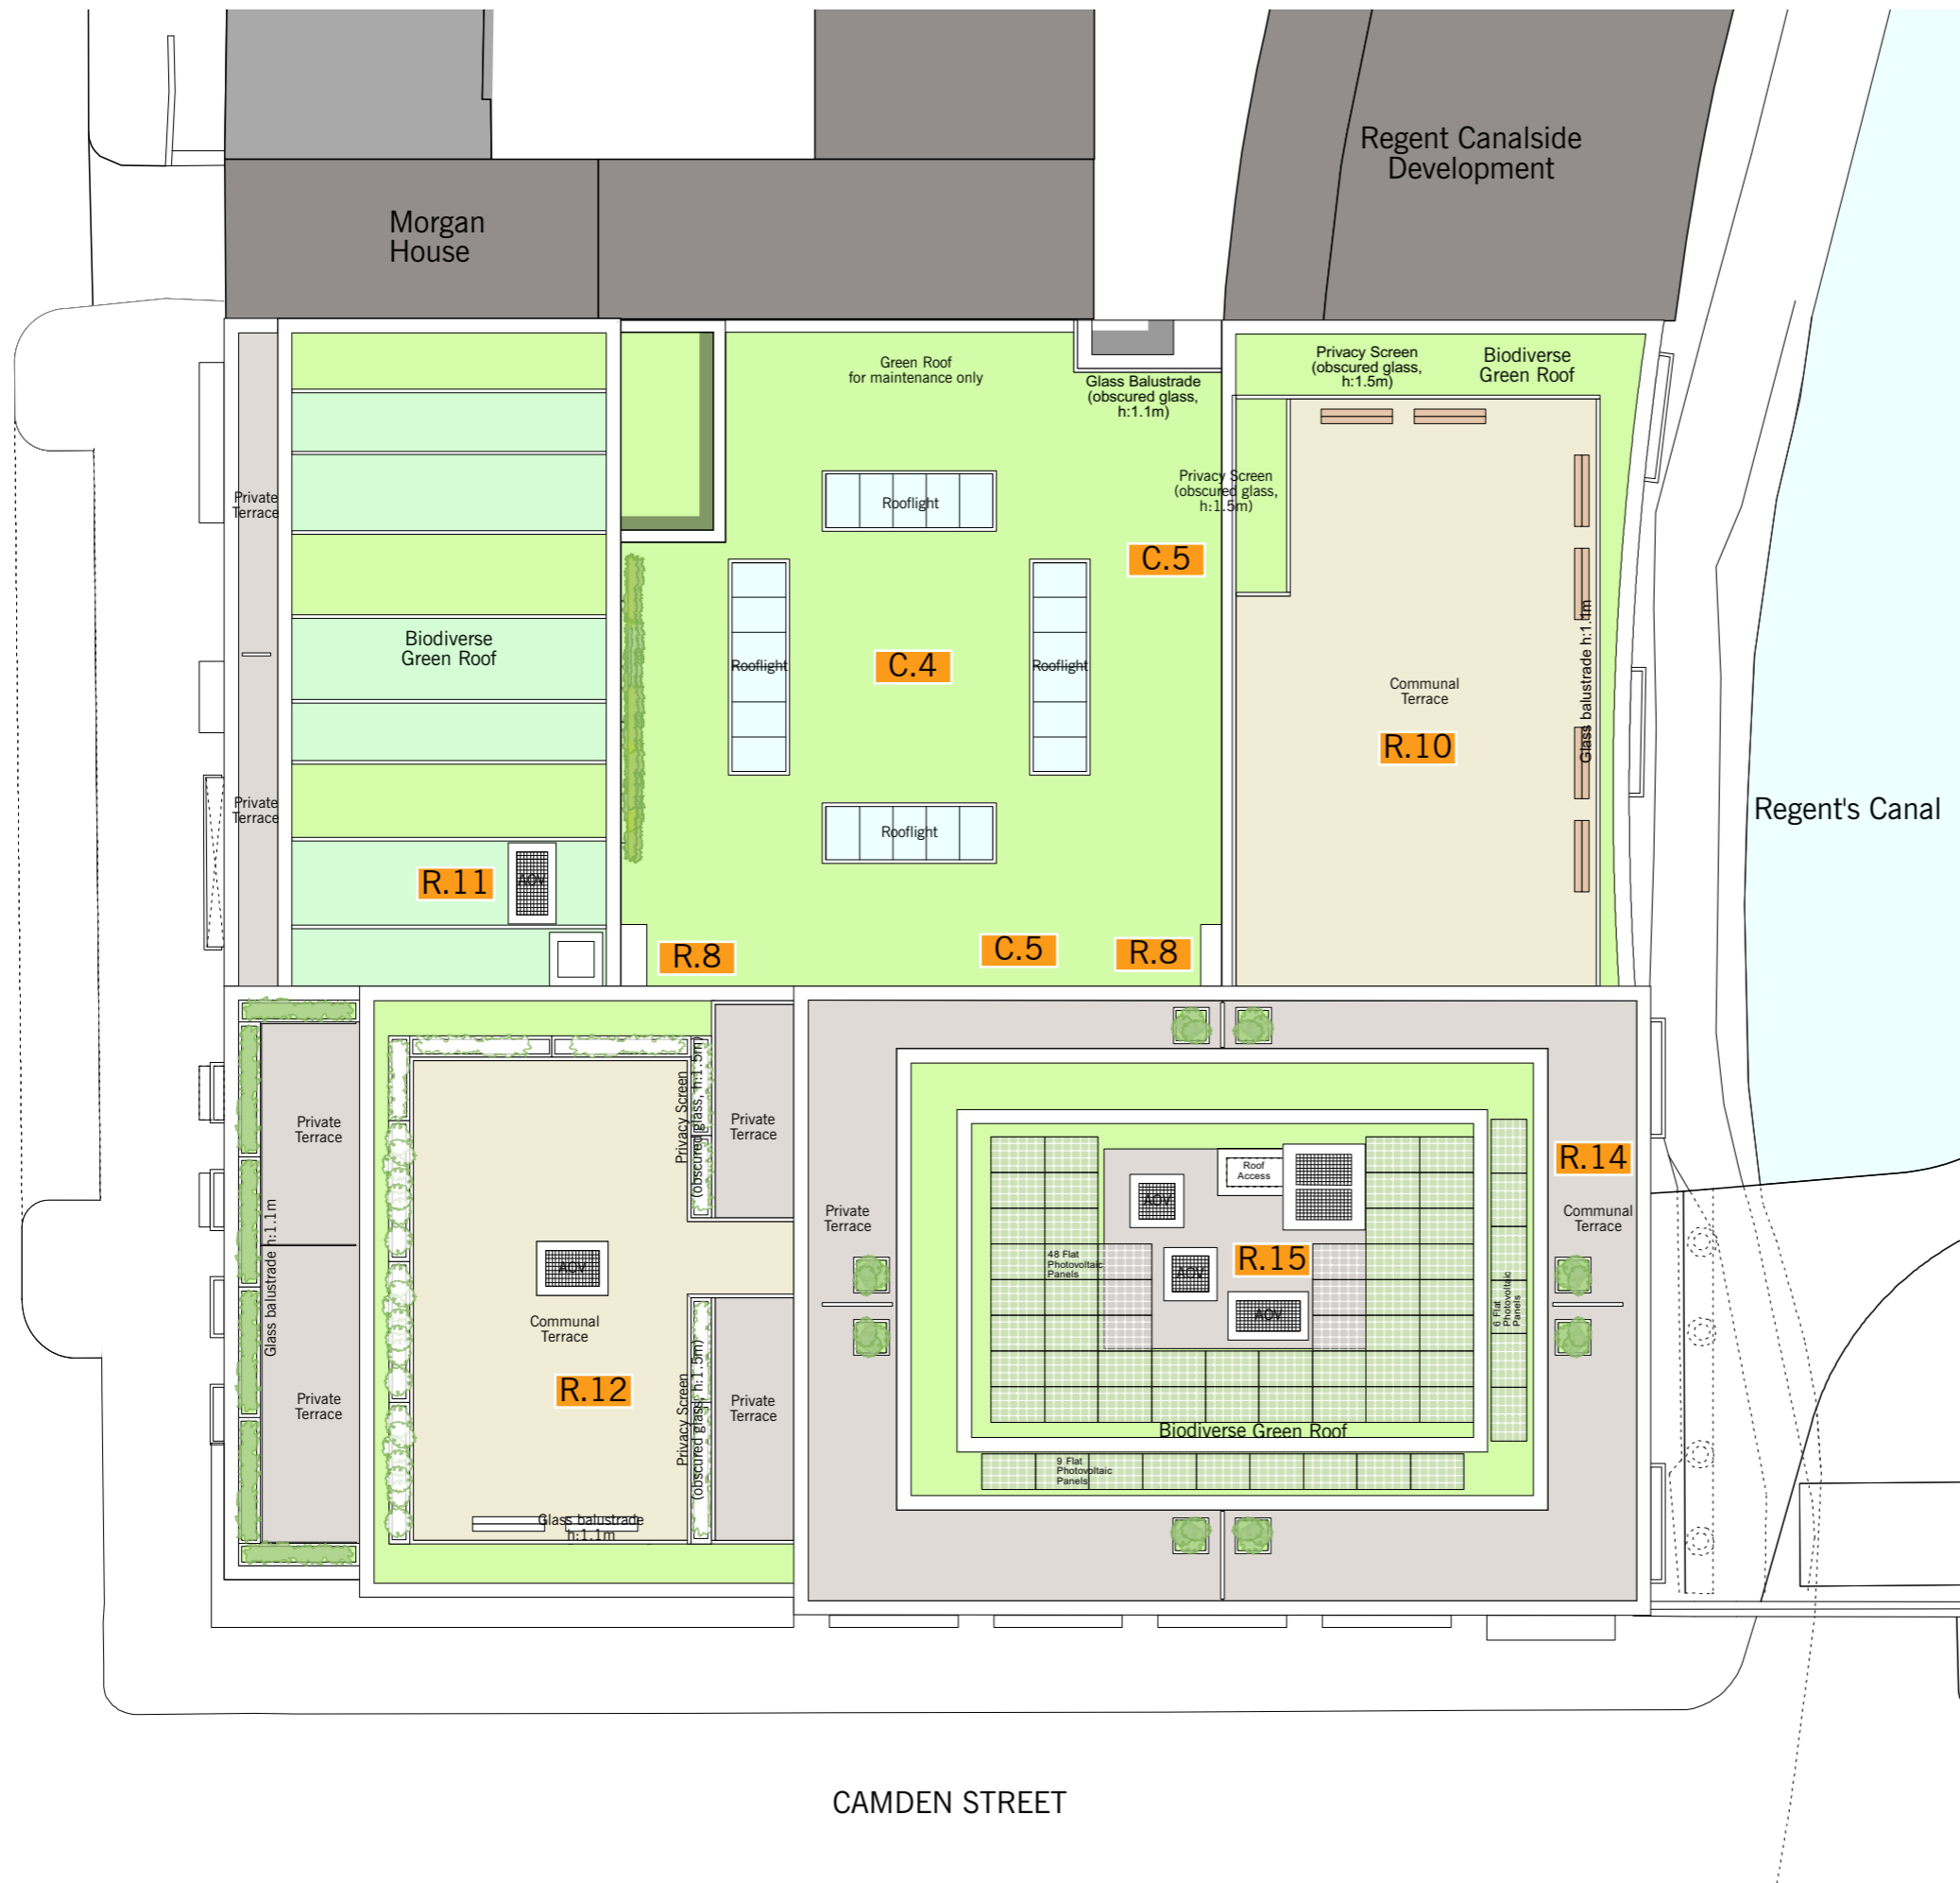 Regent Canalside
Development
Morgan
House
Green Roof
for maintenance only
Glass Balustrade
(obscured glass,
h:1.1m)
Privacy Screen
(obscured glass,
h:1.5m)
Biodiverse
Green Roof
Privacy Screen
(obscured glass,
h:1.5m)
Private
Terrace
Rooflight
C.5
Biodiverse
Green Roof
Rooflight
C.4
Rooflight
Communal
Terrace
R.10
Glass balustrade h:1.1m
Regent's Canal
Private
Terrace
Rooflight
R.11
AOV
R.8
C.5
R.8
Private
Terrace
Glass balustrade h:1.1m
Private
Terrace
Privacy Screen
(obscured glass, h:1.5m)
Private
Terrace
AOV
Communal
Terrace
R.12
Privacy Screen
(obscured glass, h:1.5m)
Private
Terrace
Glass balustrade
h:1.1m
Private
Terrace
Roof
Access
AOV
48 Flat
Photovoltaic
Panels
AOV
R.15
AOV
6 Flat
Photovoltaic
Panels
R.14
Communal
Terrace
Biodiverse Green Roof
9 Flat
Photovoltaic
Panels
CAMDEN STREET